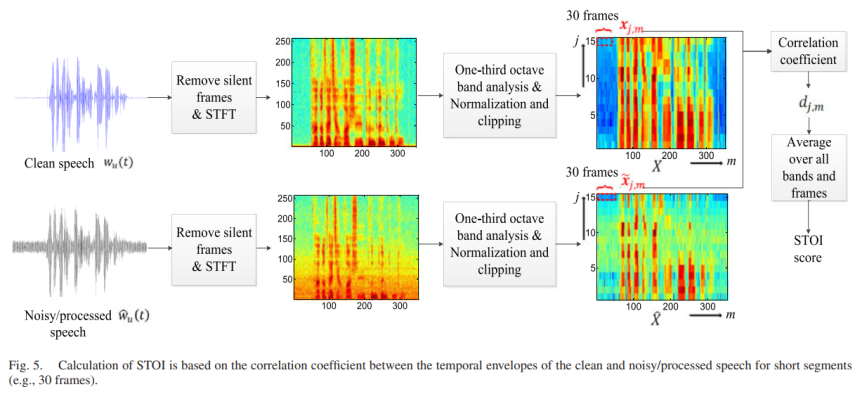 30 frames x_{j,m}
j
Remove silent
frames
& STFT
One-third octave
band analysis &
Normalization and
clipping
Correlation
coefficient
250
200
150
100
50
100 200 300
15
10
5
100 200 300
X
m
Clean speech w_u(t)
d_{j,m}
Average
over all
bands and
frames
STOI
score
30 frames x̃_{j,m}
j
Remove silent
frames
& STFT
One-third octave
band analysis &
Normalization and
clipping
250
200
150
100
50
100 200 300
15
10
5
100 200 300
X̂
m
Noisy/processed ŵ_u(t)
speech
Fig. 5. Calculation of STOI is based on the correlation coefficient between the temporal envelopes of the clean and noisy/processed speech for short segments
(e.g., 30 frames).